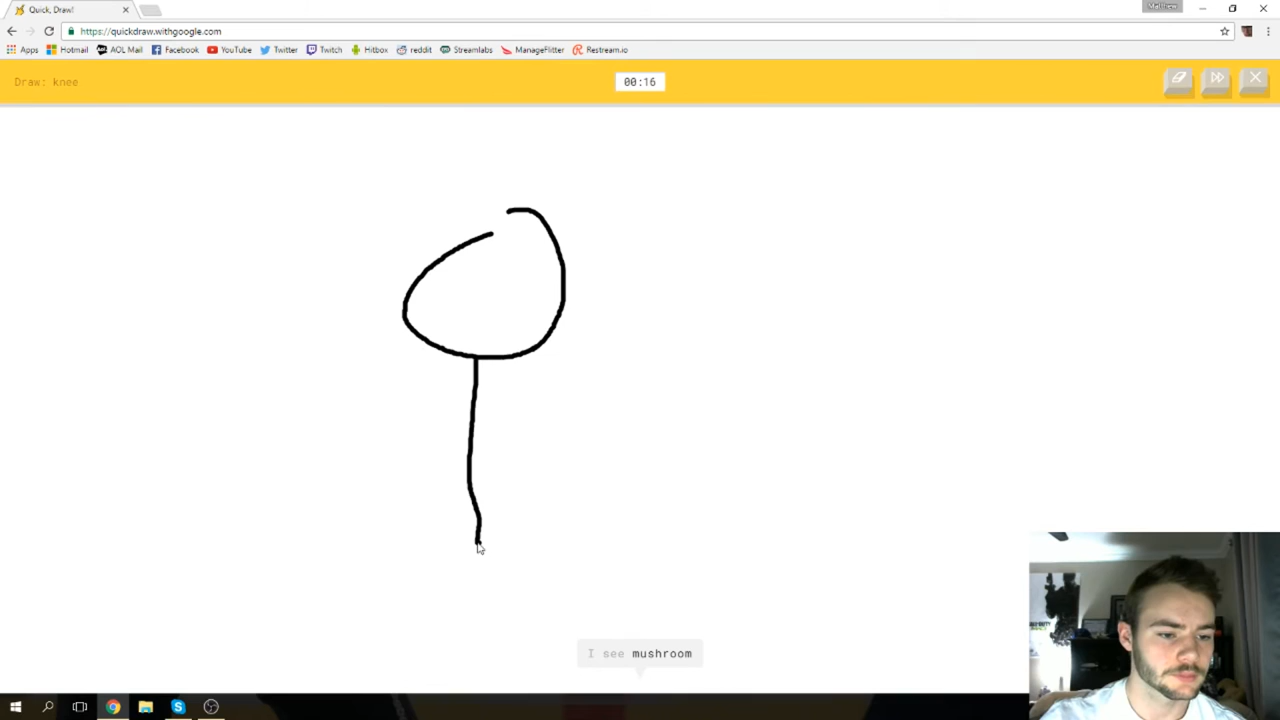 Quick, Draw!
Matthew
https://quickdraw.withgoogle.com
Apps Hotmail AOL Mail Facebook YouTube Twitter Twitch Hitbox reddit Streamlabs ManageFlitter Restream.io
Draw: knee
00:16
I see mushroom